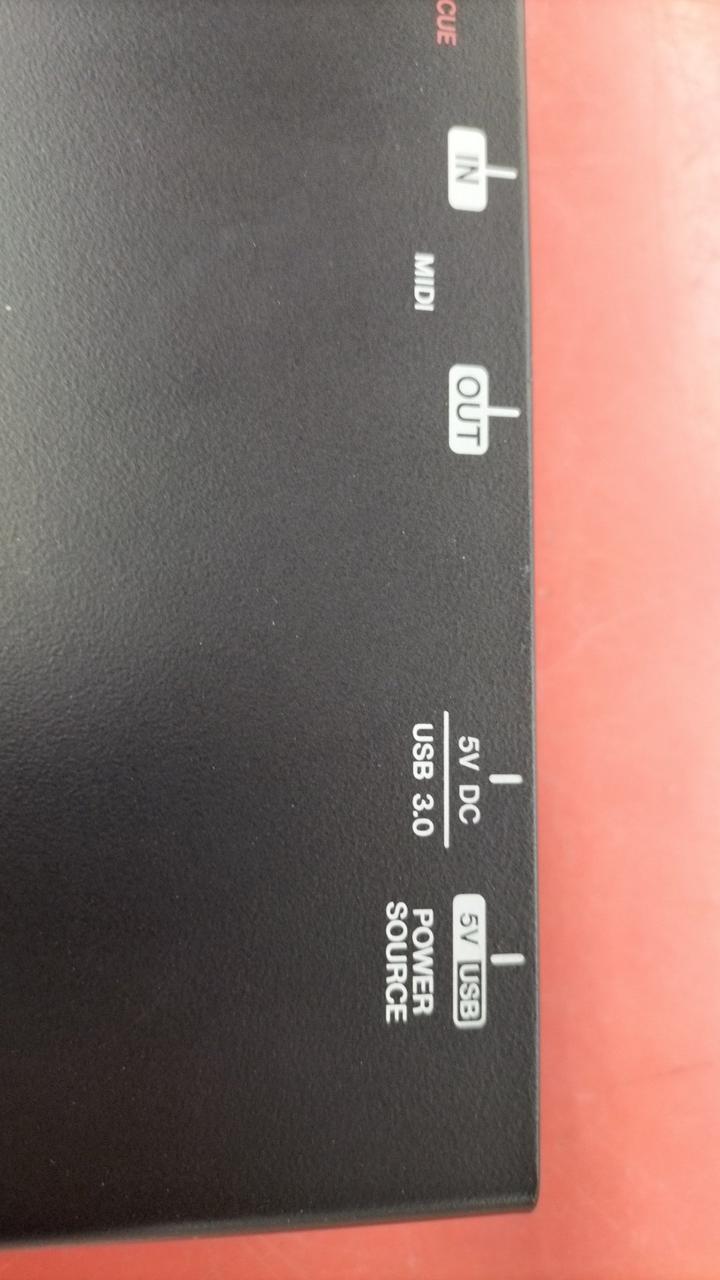 CUE
IN
MIDI
OUT
5V DC
USB 3.0
5V USB
POWER
SOURCE